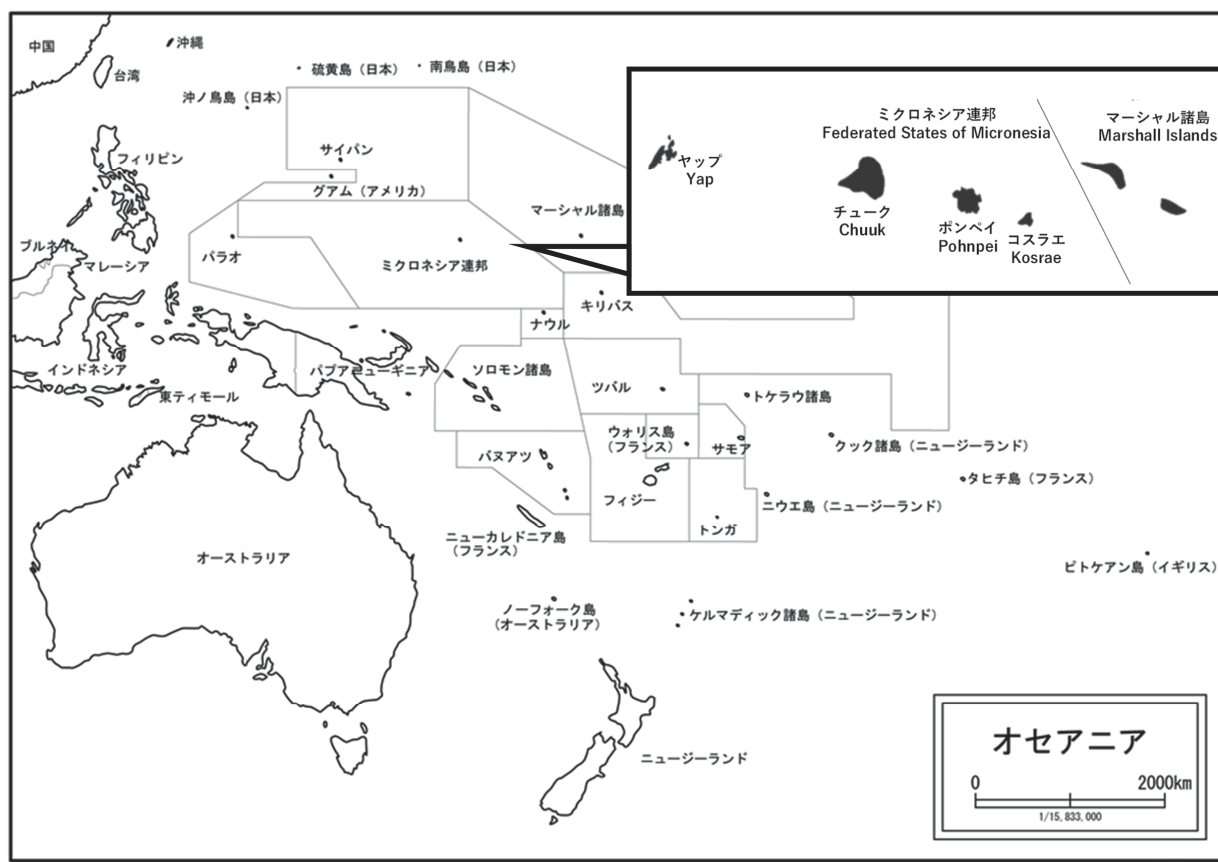 中国
沖縄
台湾
硫黄島（日本）
南鳥島（日本）
沖ノ鳥島（日本）
フィリピン
サイパン
グアム（アメリカ）
マーシャル諸島
ブルネイ
マレーシア
パラオ
ミクロネシア連邦
ミクロネシア連邦
Federated States of Micronesia
マーシャル諸島
Marshall Islands
ヤップ
Yap
チューク
Chuuk
ポンペイ
Pohnpei
コスラエ
Kosrae
キリバス
ナウル
インドネシア
パプアニューギニア
ソロモン諸島
ツバル
東ティモール
トケラウ諸島
ウォリス島
（フランス）
サモア
クック諸島（ニュージーランド）
バヌアツ
フィジー
タヒチ島（フランス）
ニウエ島（ニュージーランド）
トンガ
ニューカレドニア島
（フランス）
オーストラリア
ピトケアン島（イギリス）
ノーフォーク島
（オーストラリア）
ケルマディック諸島（ニュージーランド）
ニュージーランド
オセアニア
0 2000km
1/15,833,000